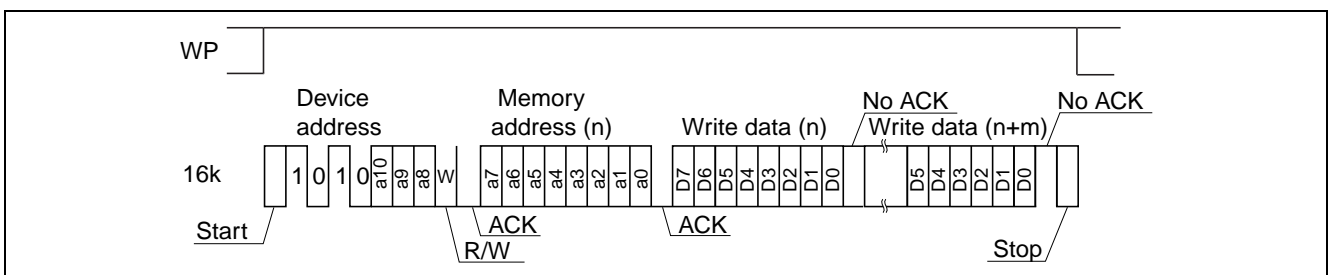 WP
Device
address
Memory
address (n)
Write data (n)
No ACK
Write data (n+m)
No ACK
16k
1 0 1 0 a10 a9 a8 W a7 a6 a5 a4 a3 a2 a1 a0 D7 D6 D5 D4 D3 D2 D1 D0 D5 D4 D3 D2 D1 D0
Start
R/W
ACK
ACK
Stop